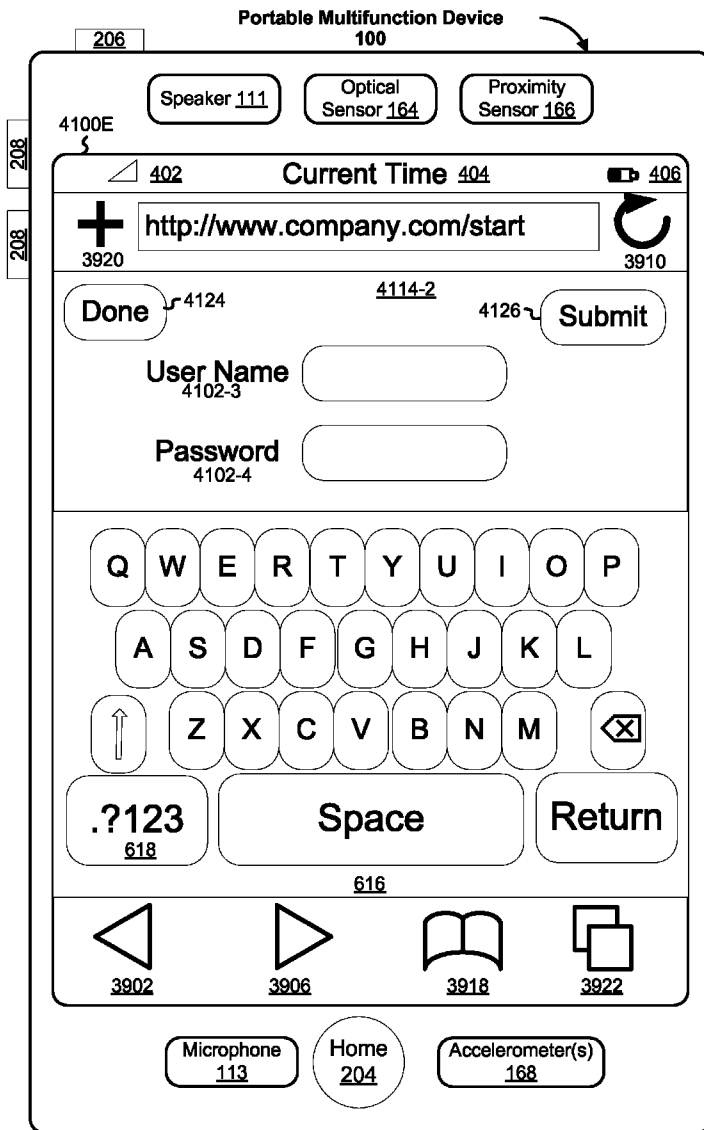 Portable Multifunction Device
100
206
Speaker 111
Optical
Sensor 164
Proximity
Sensor 166
4100E
208
208
402
Current Time 404
406
http://www.company.com/start
3920
3910
Done
4124
4114-2
4126
Submit
User Name
4102-3
Password
4102-4
Q W E R T Y U I O P
A S D F G H J K L
Z X C V B N M
.?123
618
Space
Return
616
3902
3906
3918
3922
Microphone
113
Home
204
Accelerometer(s)
168